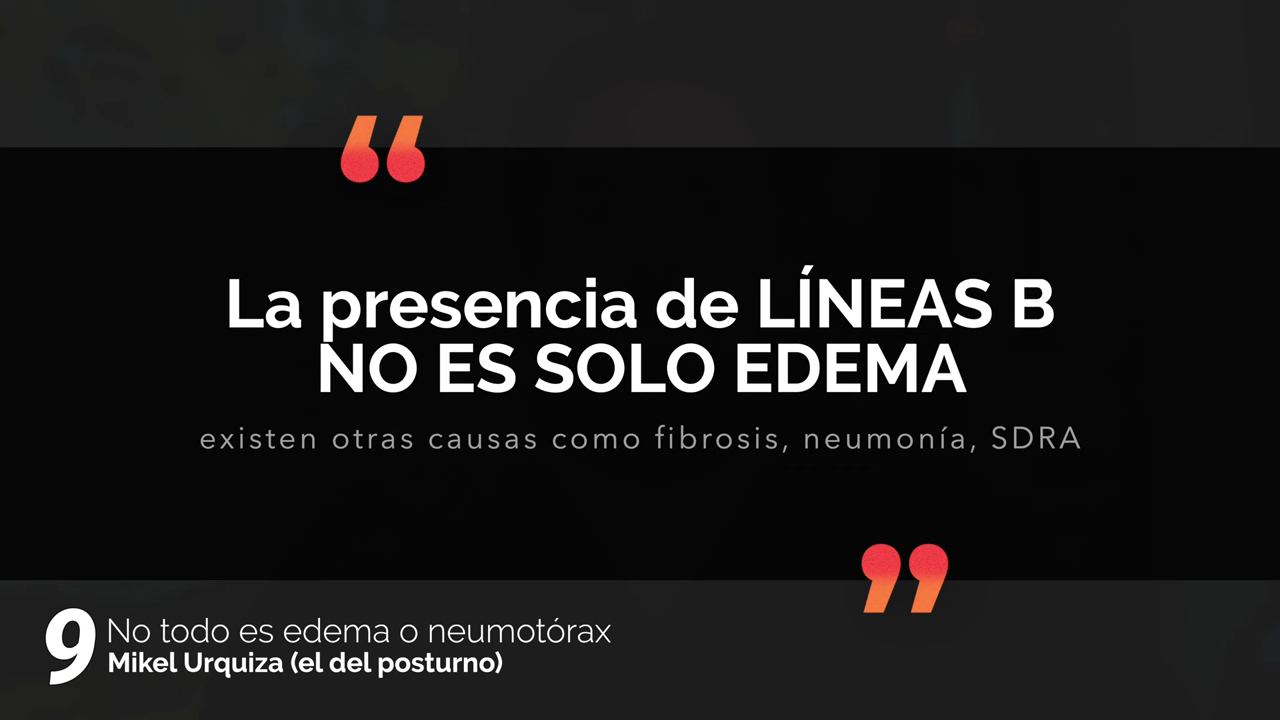 “
La presencia de LÍNEAS B
NO ES SOLO EDEMA
existen otras causas como fibrosis, neumonía, SDRA
”
9
No todo es edema o neumotórax
Mikel Urquiza (el del posturno)